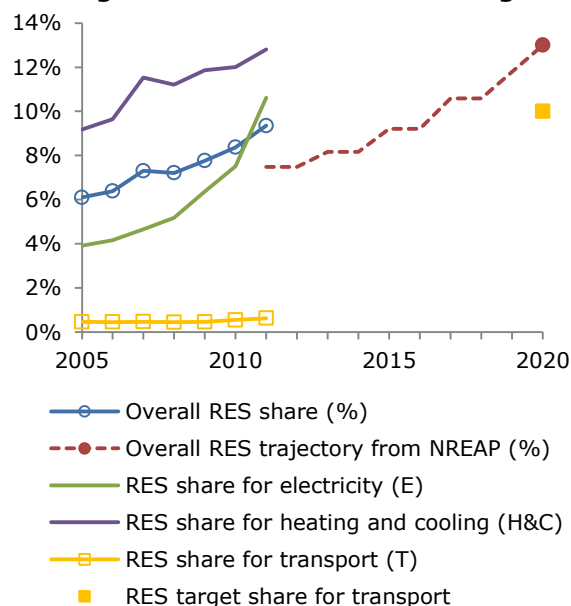 14%
12%
10%
8%
6%
4%
2%
0%
2005 2010 2015 2020
Overall RES share (%)
Overall RES trajectory from NREAP (%)
RES share for electricity (E)
RES share for heating and cooling (H&C)
RES share for transport (T)
RES target share for transport